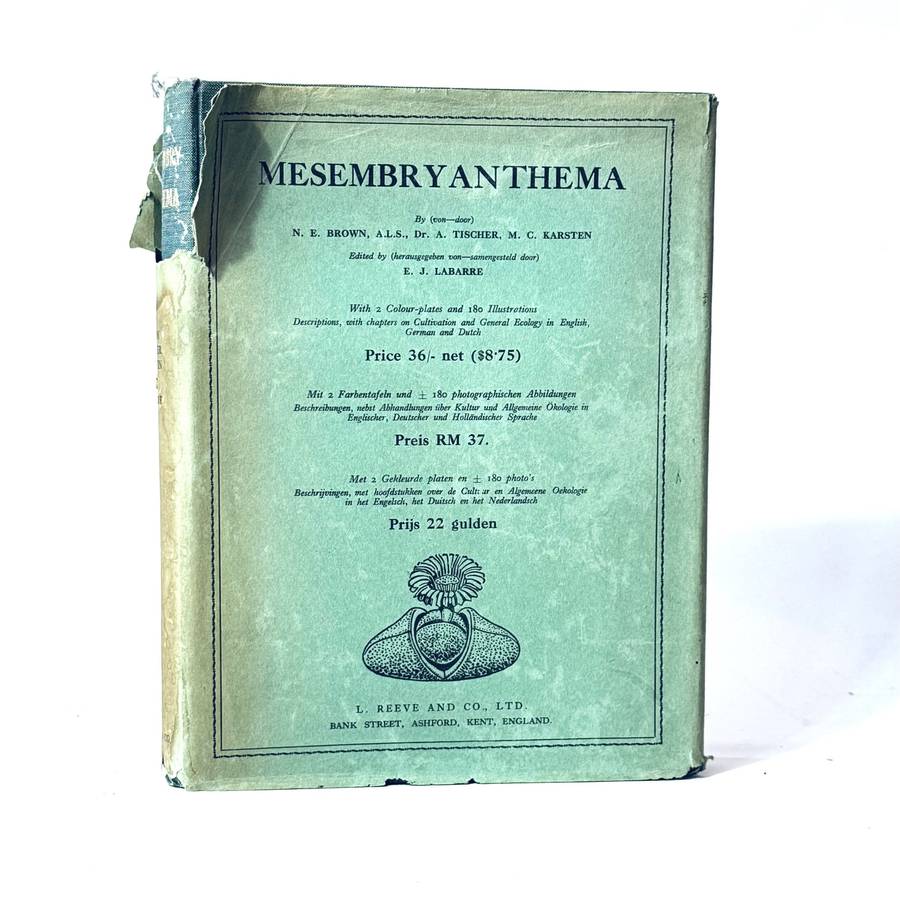 MESEMBRYANTHEMA
By (von—door)
N. E. BROWN, A.L.S., Dr. A. TISCHER, M. C. KARSTEN
Edited by (herausgegeben von—samengesteld door)
E. J. LABARRE
With 2 Colour-plates and 180 Illustrations
Descriptions, with chapters on Cultivation and General Ecology in English,
German and Dutch
Price 36/- net ($8·75)
Mit 2 Farbentafeln und ± 180 photographischen Abbildungen
Beschreibungen, nebst Abhandlungen über Kultur und Allgemeine Ökologie in
Englischer, Deutscher und Holländischer Sprache
Preis RM 37.
Met 2 Gekleurde platen en ± 180 photo's
Beschrijvingen, met hoofdstukken over de Cultuur en Algemeene Oekologie
in het Engelsch, het Duitsch en het Nederlandsch
Prijs 22 gulden
L. REEVE AND CO., LTD.
BANK STREET, ASHFORD, KENT, ENGLAND.